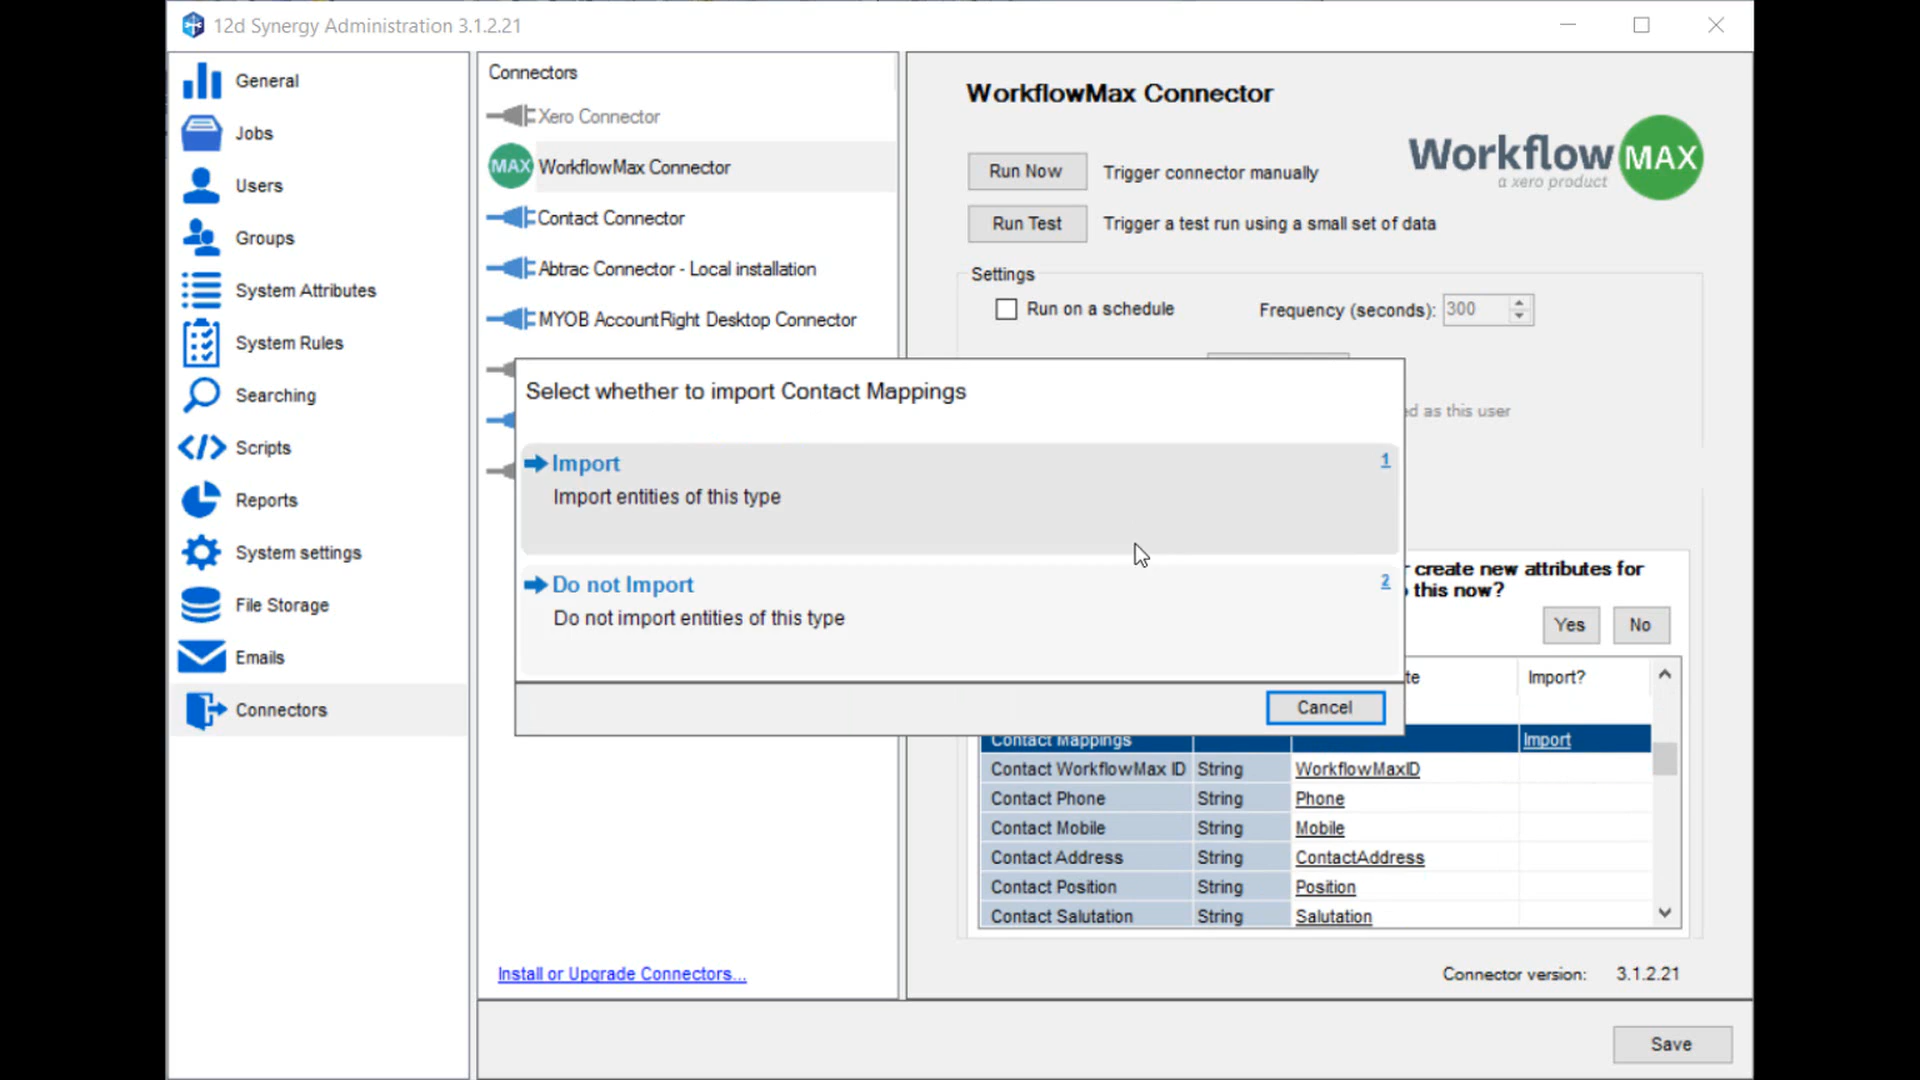 12d Synergy Administration 3.1.2.21
General
Jobs
Users
Groups
System Attributes
System Rules
Searching
Scripts
Reports
System settings
File Storage
Emails
Connectors
Connectors
Xero Connector
MAX WorkflowMax Connector
Contact Connector
Abtrac Connector - Local installation
MYOB AccountRight Desktop Connector
Install or Upgrade Connectors...
WorkflowMax Connector
Workflow MAX
a xero product
Run Now Trigger connector manually
Run Test Trigger a test run using a small set of data
Settings
Run on a schedule Frequency (seconds): 300
as this user
Select whether to import Contact Mappings
Import 1
Import entities of this type
Do not Import 2
Do not import entities of this type
Cancel
create new attributes for
this now?
Yes No
Import?
Contact Mappings Import
Contact WorkflowMax ID String WorkflowMaxID
Contact Phone String Phone
Contact Mobile String Mobile
Contact Address String ContactAddress
Contact Position String Position
Contact Salutation String Salutation
Connector version: 3.1.2.21
Save